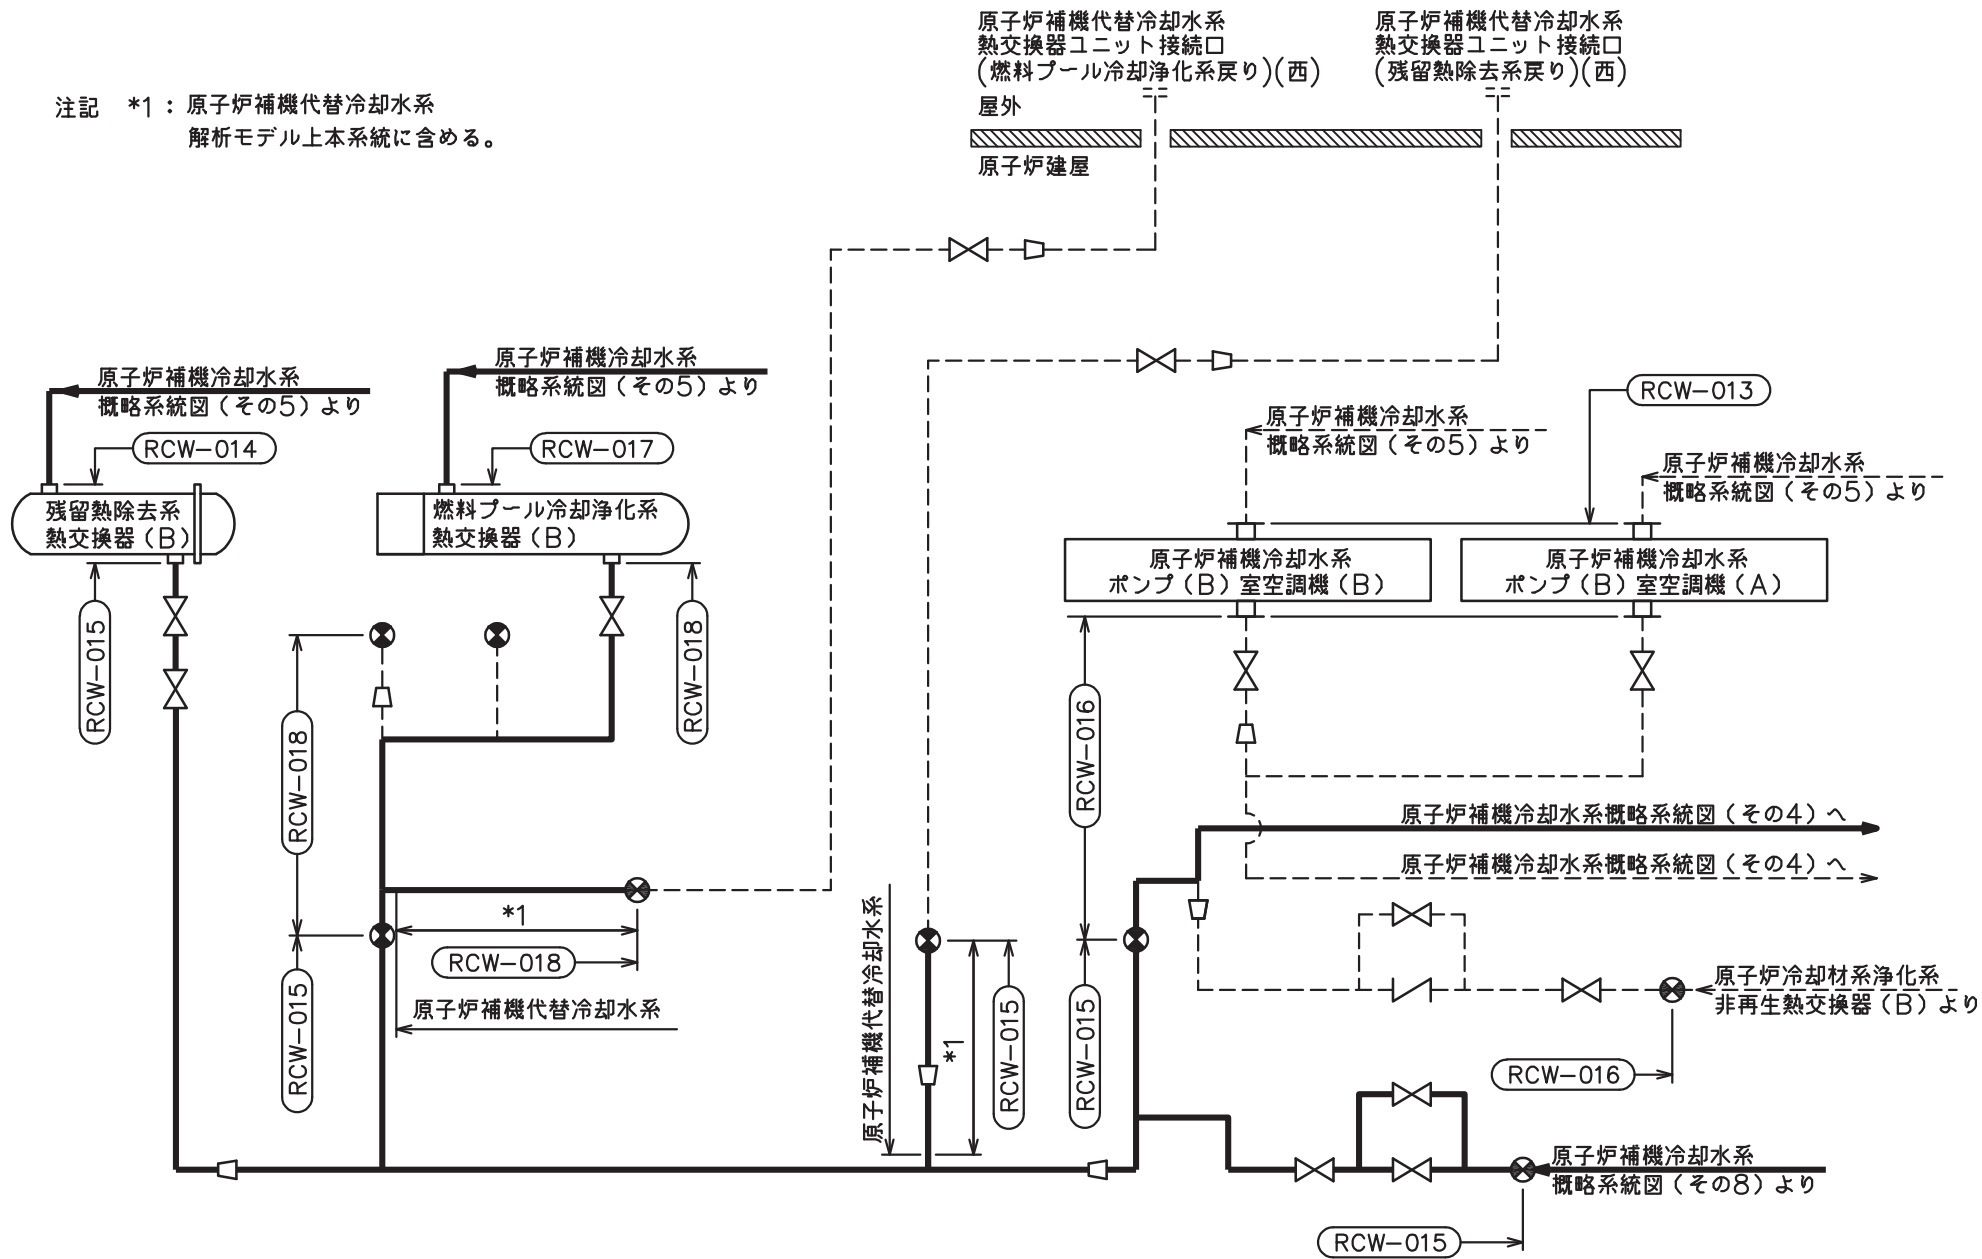 原子炉補機代替冷却水系
熱交換器ユニット接続口
(燃料プール冷却浄化系戻り)(西)
原子炉補機代替冷却水系
熱交換器ユニット接続口
(残留熱除去系戻り)(西)
注記 *1 : 原子炉補機代替冷却水系
解析モデル上本系統に含める。
屋外
原子炉建屋
原子炉補機冷却水系
概略系統図(その5)より
原子炉補機冷却水系
概略系統図(その5)より
RCW-013
原子炉補機冷却水系
概略系統図(その5)より
原子炉補機冷却水系
概略系統図(その5)より
RCW-014
RCW-017
残留熱除去系
熱交換器(B)
燃料プール冷却浄化系
熱交換器(B)
原子炉補機冷却水系
ポンプ(B)室空調機(B)
原子炉補機冷却水系
ポンプ(B)室空調機(A)
RCW-015
RCW-018
RCW-018
RCW-016
原子炉補機冷却水系概略系統図(その4)へ
原子炉補機冷却水系概略系統図(その4)へ
*1
RCW-018
原子炉補機代替冷却水系
RCW-015
原子炉補機代替冷却水系
*1
RCW-015
RCW-015
原子炉冷却材系浄化系
非再生熱交換器(B)より
RCW-016
原子炉補機冷却水系
概略系統図(その8)より
RCW-015